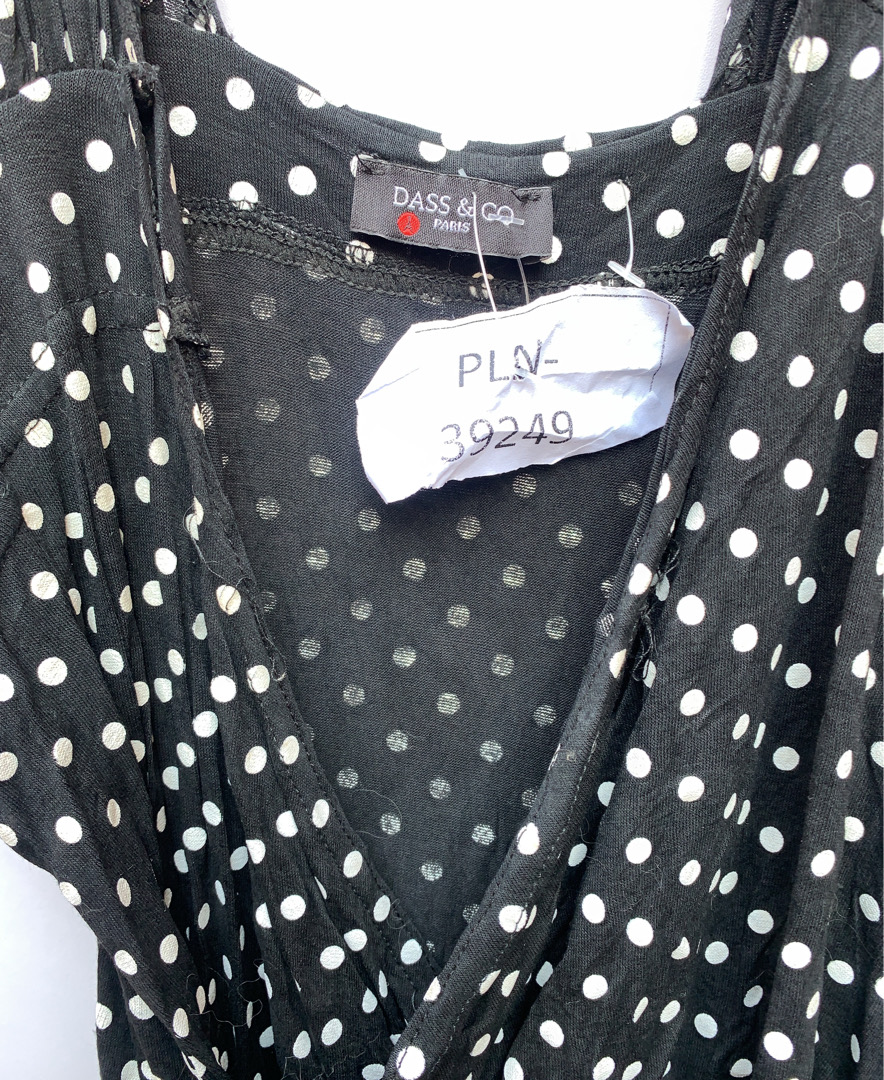 DASS & CO
PARIS
PLN-
39249